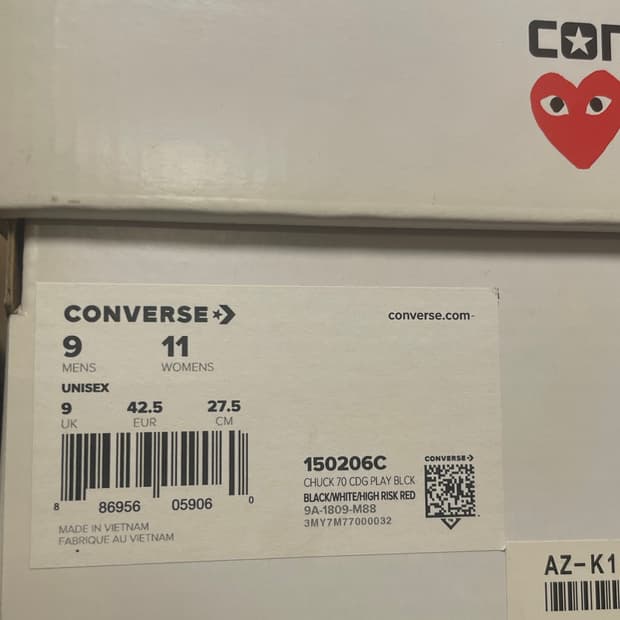 CONVERSE
converse.com
9 11
MENS WOMENS
UNISEX
9 42.5 27.5
UK EUR CM
8 86956 05906 0
MADE IN VIETNAM
FABRIQUE AU VIETNAM
150206C
CHUCK 70 CDG PLAY BLCK
BLACK/WHITE/HIGH RISK RED
9A-1809-M88
3MY7M77000032
CONVERSE
AZ-K1